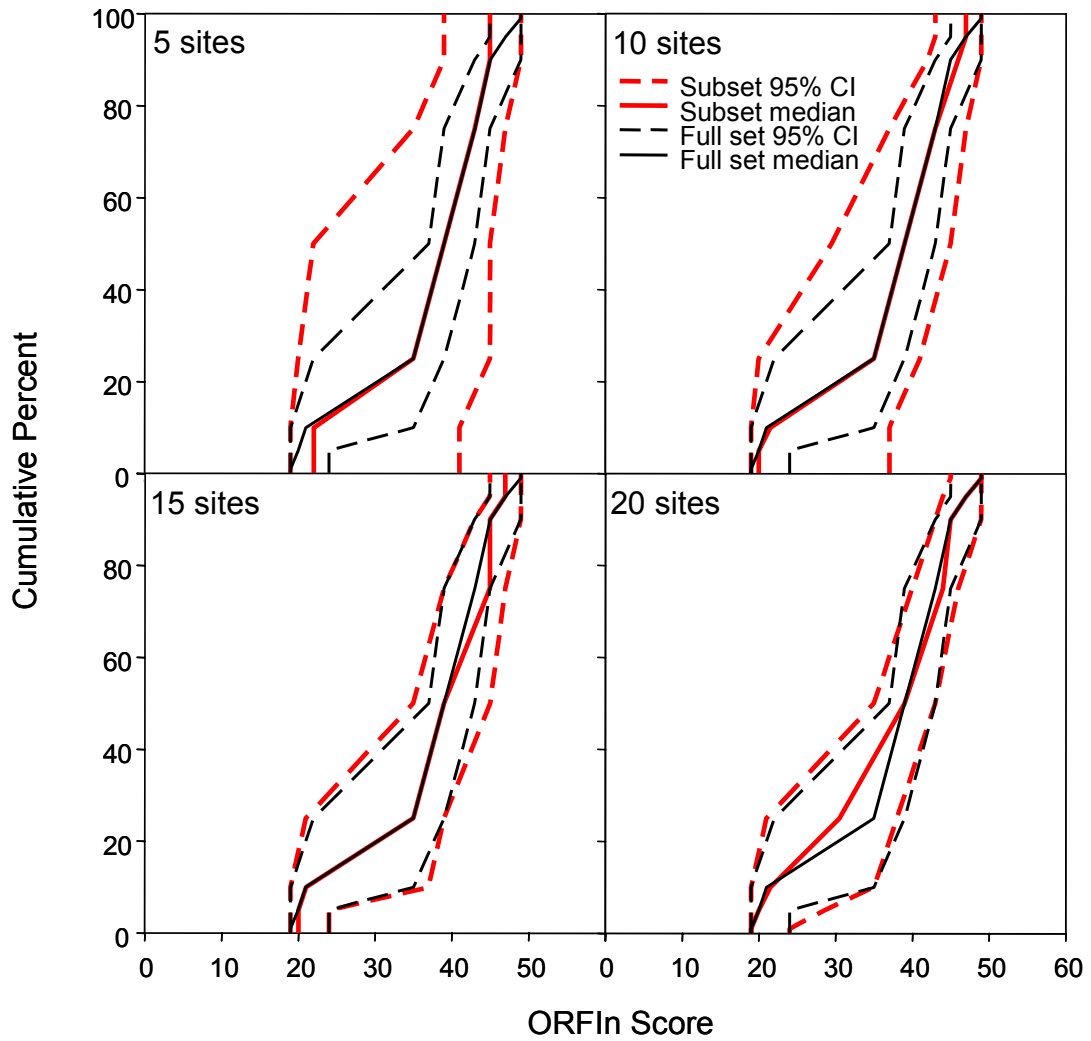 100
5 sites
10 sites
Subset 95% CI
Subset median
Full set 95% CI
Full set median
80
60
40
20
0
15 sites
20 sites
80
60
40
20
0
0 10 20 30 40 50 0 10 20 30 40 50 60
Cumulative Percent
ORFIn Score